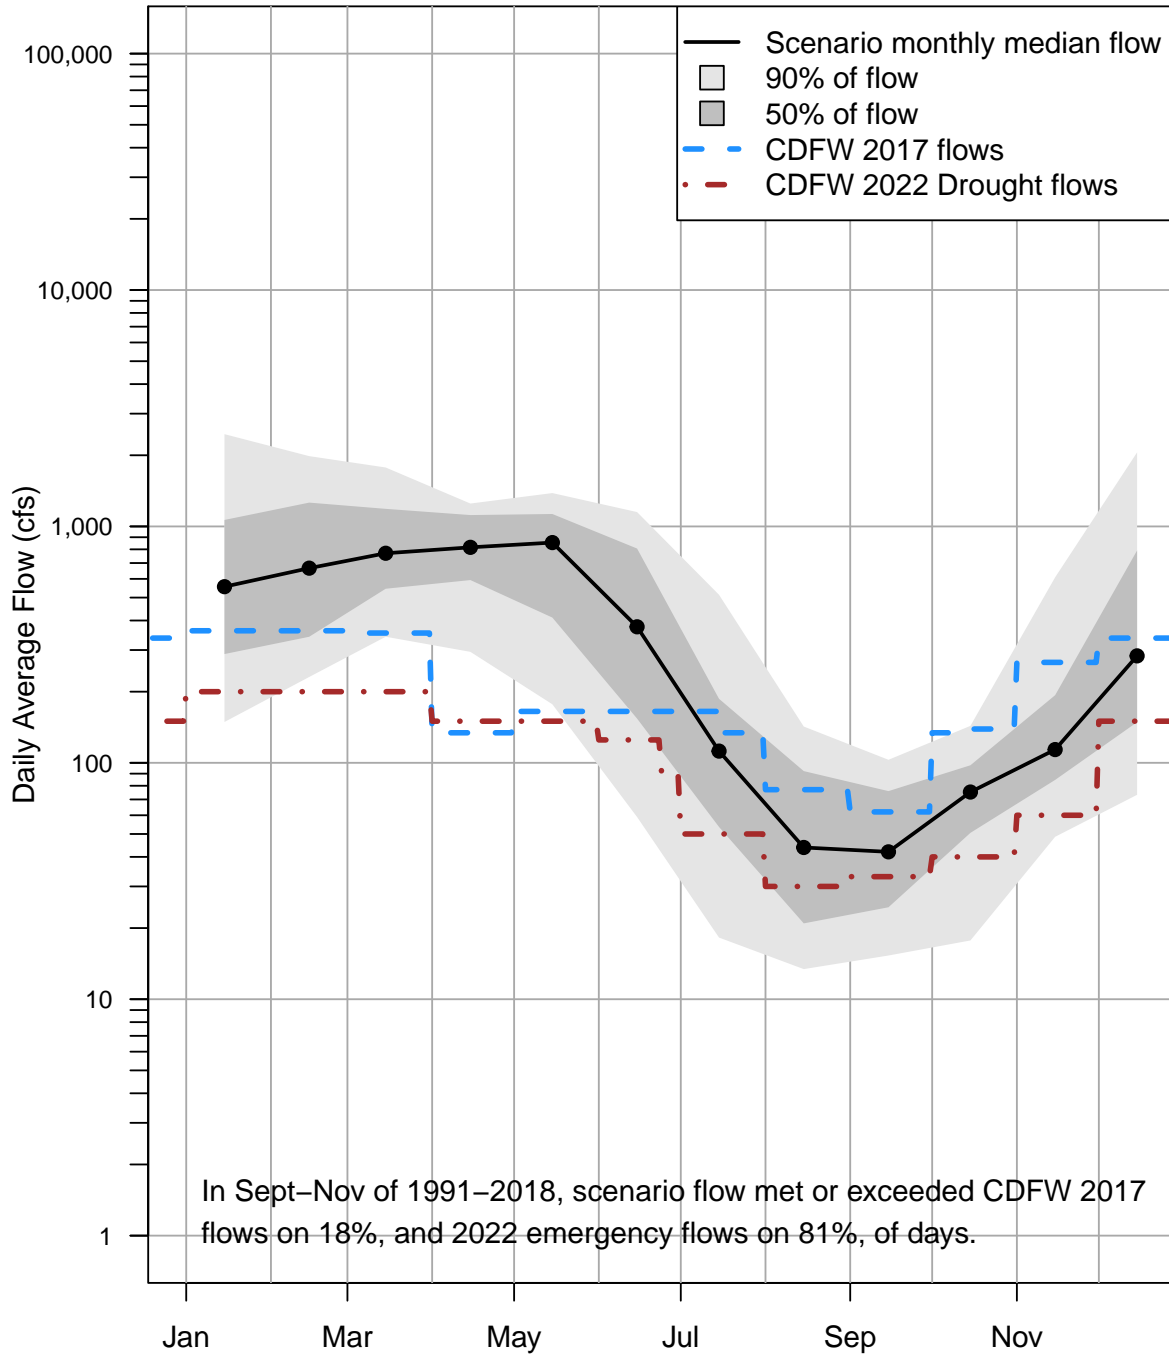 Scenario monthly median flow
90% of flow
50% of flow
CDFW 2017 flows
CDFW 2022 Drought flows
Daily Average Flow (cfs)
100,000
10,000
1,000
100
10
1
In Sept−Nov of 1991−2018, scenario flow met or exceeded CDFW 2017
flows on 18%, and 2022 emergency flows on 81%, of days.
Jan Mar May Jul Sep Nov